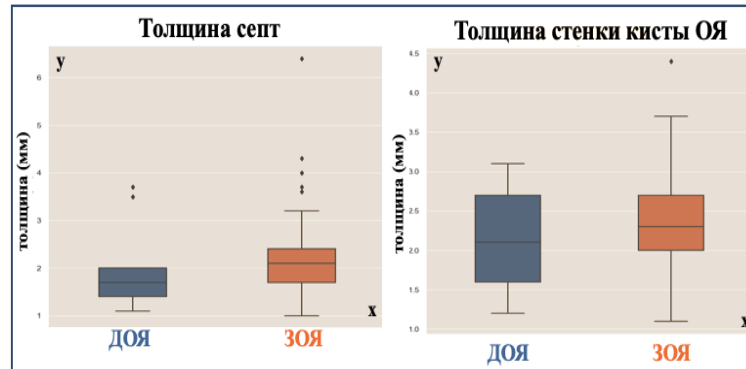 Толщина септ
y
толщина (мм)
6
5
4
3
2
1
x
ДОЯ
ЗОЯ
Толщина стенки кисты ОЯ
y
толщина (мм)
4.5
4.0
3.5
3.0
2.5
2.0
1.5
1.0
x
ДОЯ
ЗОЯ